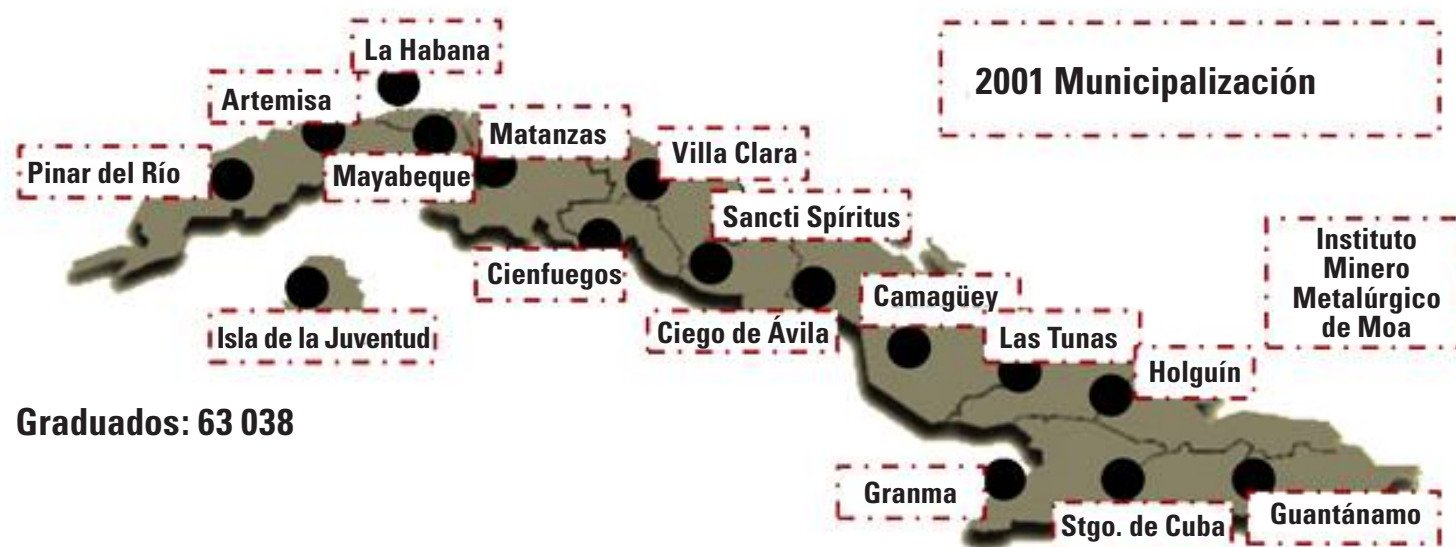 La Habana
2001 Municipalización
Artemisa
Matanzas
Villa Clara
Pinar del Río
Mayabeque
Sancti Spíritus
Instituto
Minero
Metalúrgico
de Moa
Cienfuegos
Camagüey
Isla de la Juventud
Ciego de Ávila
Las Tunas
Holguín
Graduados: 63 038
Granma
Stgo. de Cuba
Guantánamo